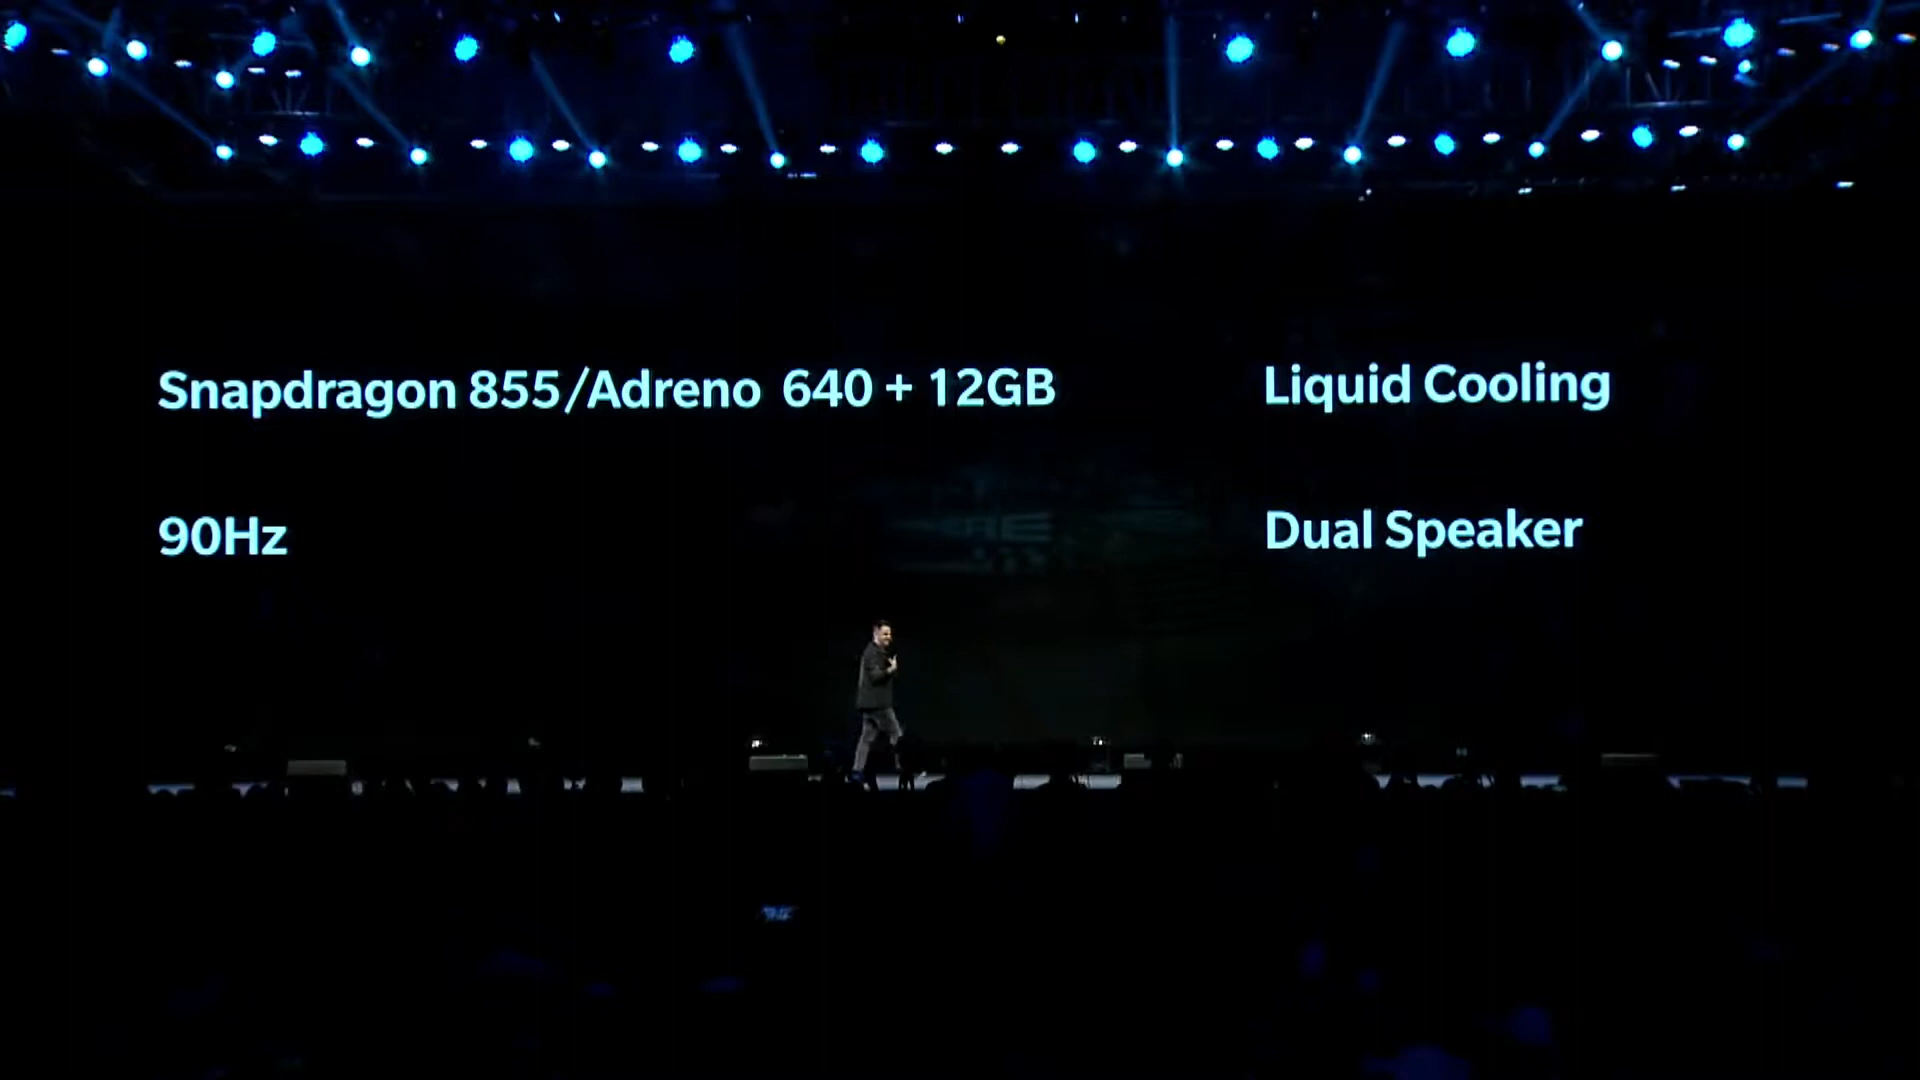 Snapdragon 855/Adreno 640 + 12GB
Liquid Cooling
90Hz
Dual Speaker